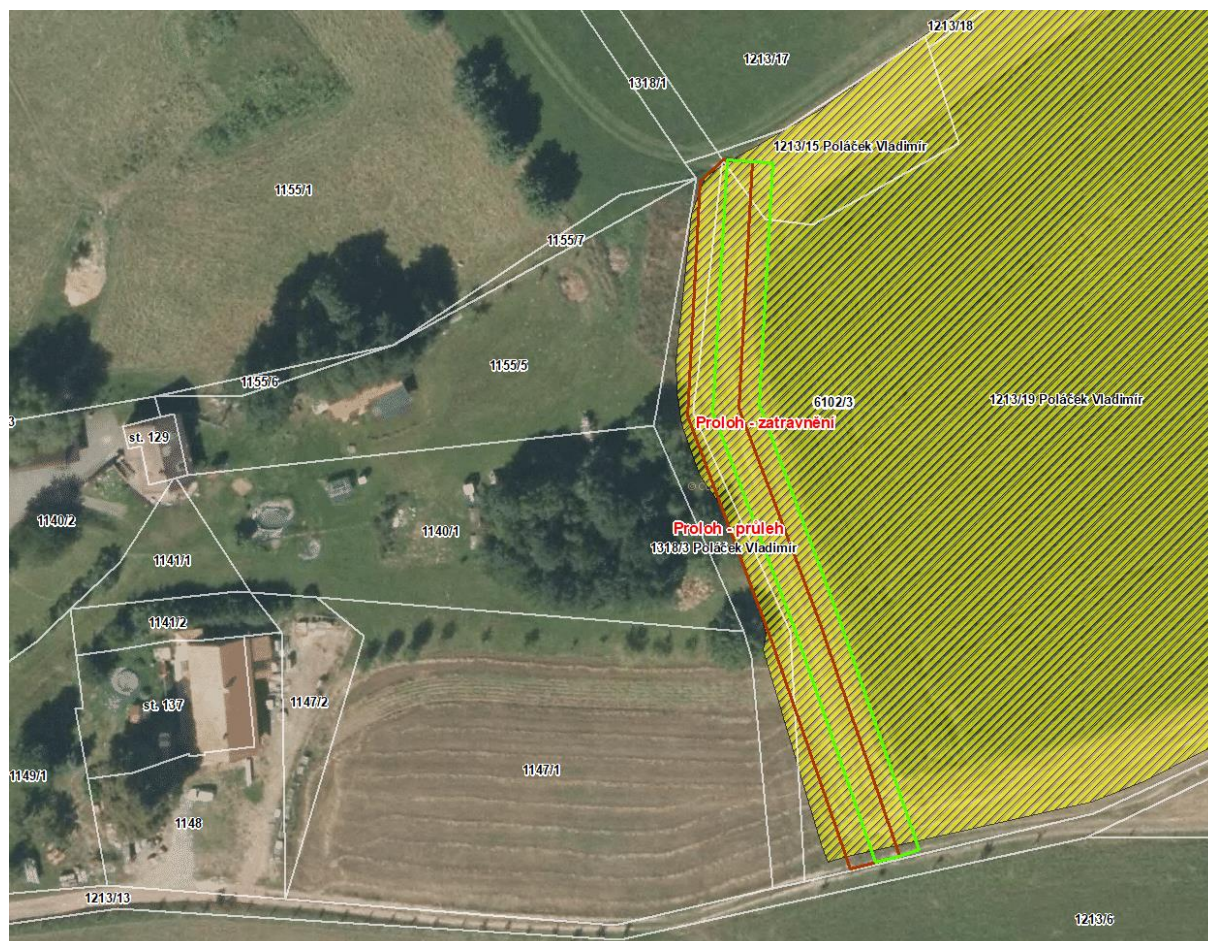 1213/18
1213/17
1318/1
1213/15 Poláček Vladimír
1155/1
1155/7
1155/5
1155/6
6102/3
1213/19 Poláček Vladimír
3
Proloh - zatravnění
st. 129
1140/2
1140/1
Proloh - průleh
1318/3 Poláček Vladimír
1141/1
1141/2
st. 137
1147/2
1149/1
1147/1
1148
1213/13
1213/6